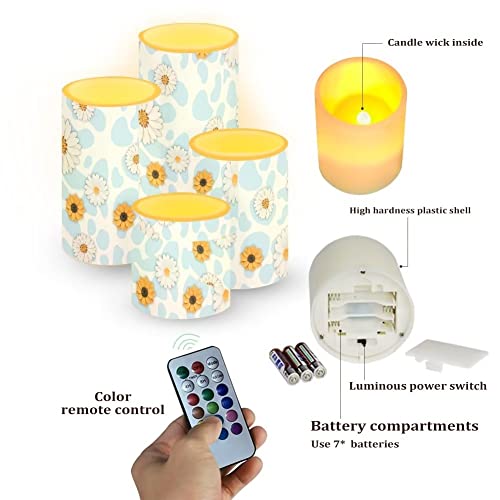 Candle wick inside
High hardness plastic shell
Luminous power switch
Color
remote control
Battery compartments
Use 7* batteries